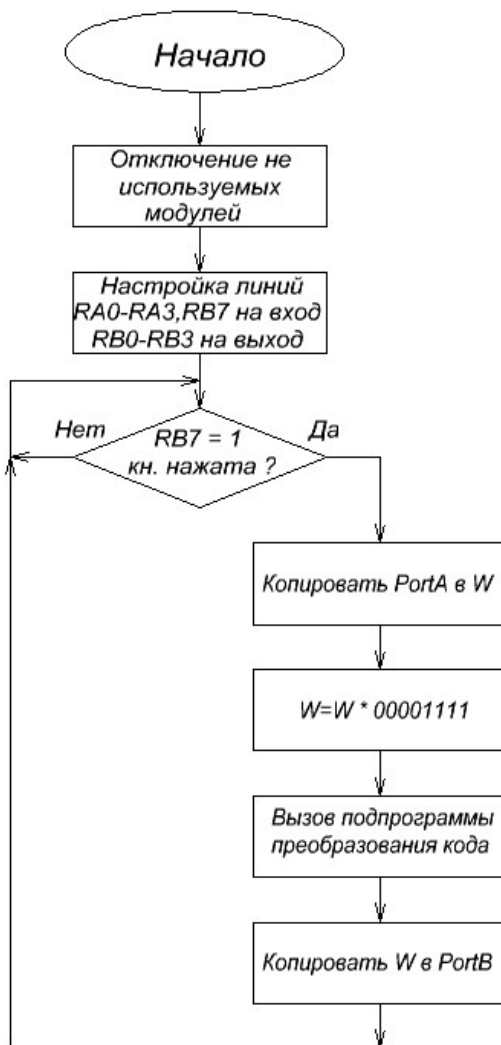 Начало
Отключение не
используемых
модулей
Настройка линий
RA0-RA3,RB7 на вход
RB0-RB3 на выход
Нет
Да
RB7 = 1
кн. нажата ?
Копировать PortA в W
W=W * 00001111
Вызов подпрограммы
преобразования кода
Копировать W в PortB